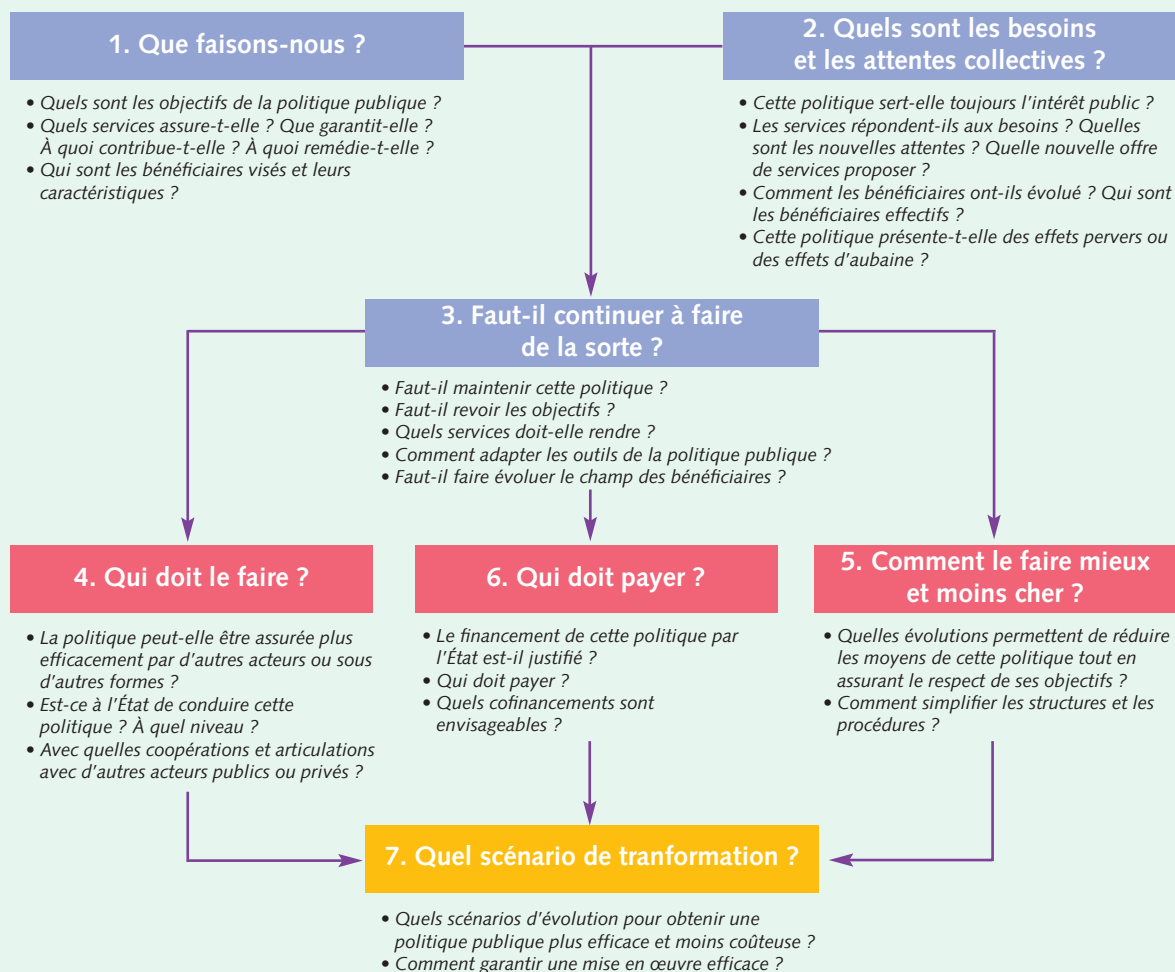 1. Que faisons-nous ?
• Quels sont les objectifs de la politique publique ?
• Quels services assure-t-elle ? Que garantit-elle ?
À quoi contribue-t-elle ? À quoi remédie-t-elle ?
• Qui sont les bénéficiaires visés et leurs
caractéristiques ?
2. Quels sont les besoins
et les attentes collectives ?
• Cette politique sert-elle toujours l'intérêt public ?
• Les services répondent-ils aux besoins ? Quelles
sont les nouvelles attentes ? Quelle nouvelle offre
de services proposer ?
• Comment les bénéficiaires ont-ils évolué ? Qui sont
les bénéficiaires effectifs ?
• Cette politique présente-t-elle des effets pervers ou
des effets d'aubaine ?
3. Faut-il continuer à faire
de la sorte ?
• Faut-il maintenir cette politique ?
• Faut-il revoir les objectifs ?
• Quels services doit-elle rendre ?
• Comment adapter les outils de la politique publique ?
• Faut-il faire évoluer le champ des bénéficiaires ?
4. Qui doit le faire ?
• La politique peut-elle être assurée plus
efficacement par d'autres acteurs ou sous
d'autres formes ?
• Est-ce à l'État de conduire cette
politique ? À quel niveau ?
• Avec quelles coopérations et articulations
avec d'autres acteurs publics ou privés ?
6. Qui doit payer ?
• Le financement de cette politique par
l'État est-il justifié ?
• Qui doit payer ?
• Quels cofinancements sont
envisageables ?
5. Comment le faire mieux
et moins cher ?
• Quelles évolutions permettent de réduire
les moyens de cette politique tout en
assurant le respect de ses objectifs ?
• Comment simplifier les structures et les
procédures ?
7. Quel scénario de tranformation ?
• Quels scénarios d'évolution pour obtenir une
politique publique plus efficace et moins coûteuse ?
• Comment garantir une mise en œuvre efficace ?